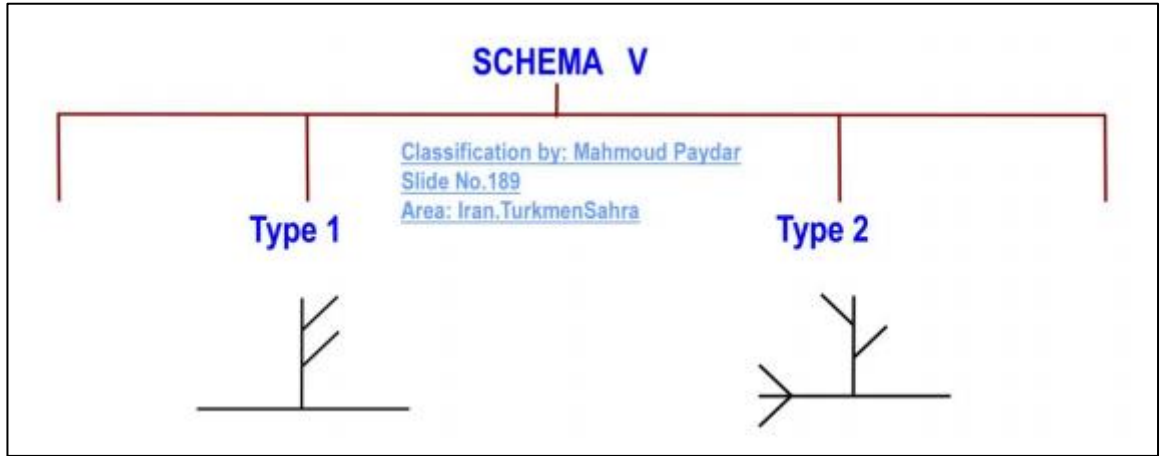 SCHEMA V
Classification by: Mahmoud Paydar
Slide No.189
Area: Iran.TurkmenSahra
Type 1
Type 2